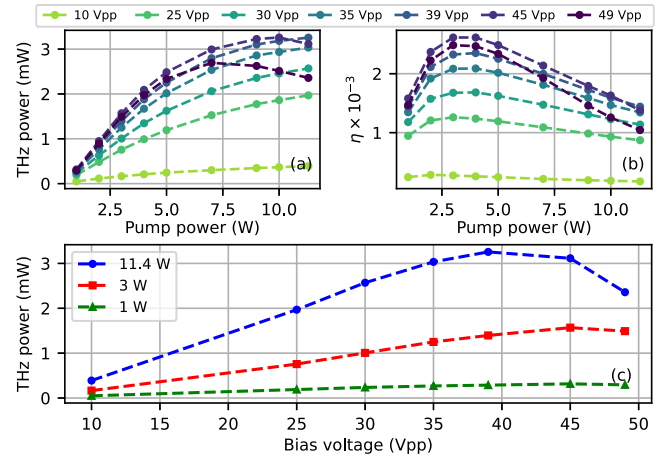 10 Vpp 25 Vpp 30 Vpp 35 Vpp 39 Vpp 45 Vpp 49 Vpp
THz power (mW)
3
2
1
0
2.5 5.0 7.5 10.0
Pump power (W)
(a)
η × 10⁻³
2
1
2.5 5.0 7.5 10.0
Pump power (W)
(b)
THz power (mW)
3
2
1
0
11.4 W
3 W
1 W
(c)
10 15 20 25 30 35 40 45 50
Bias voltage (Vpp)